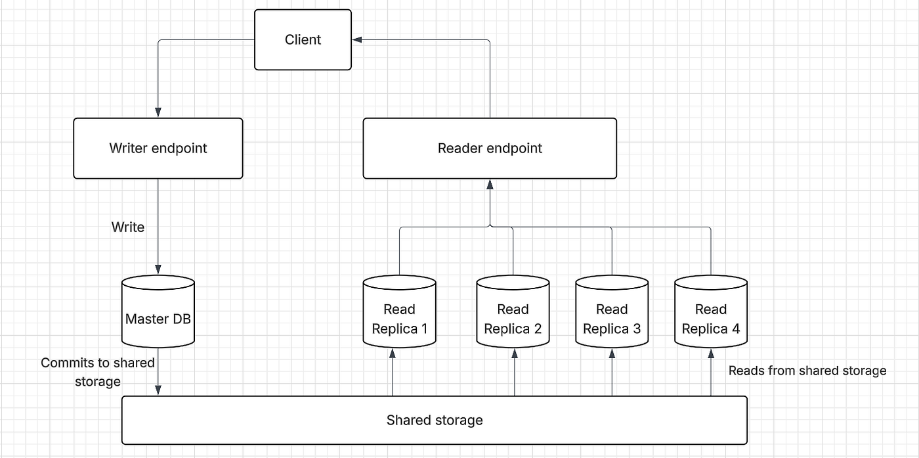 Client
Writer endpoint
Reader endpoint
Write
Master DB
Read
Replica 1
Read
Replica 2
Read
Replica 3
Read
Replica 4
Commits to shared
storage
Reads from shared storage
Shared storage